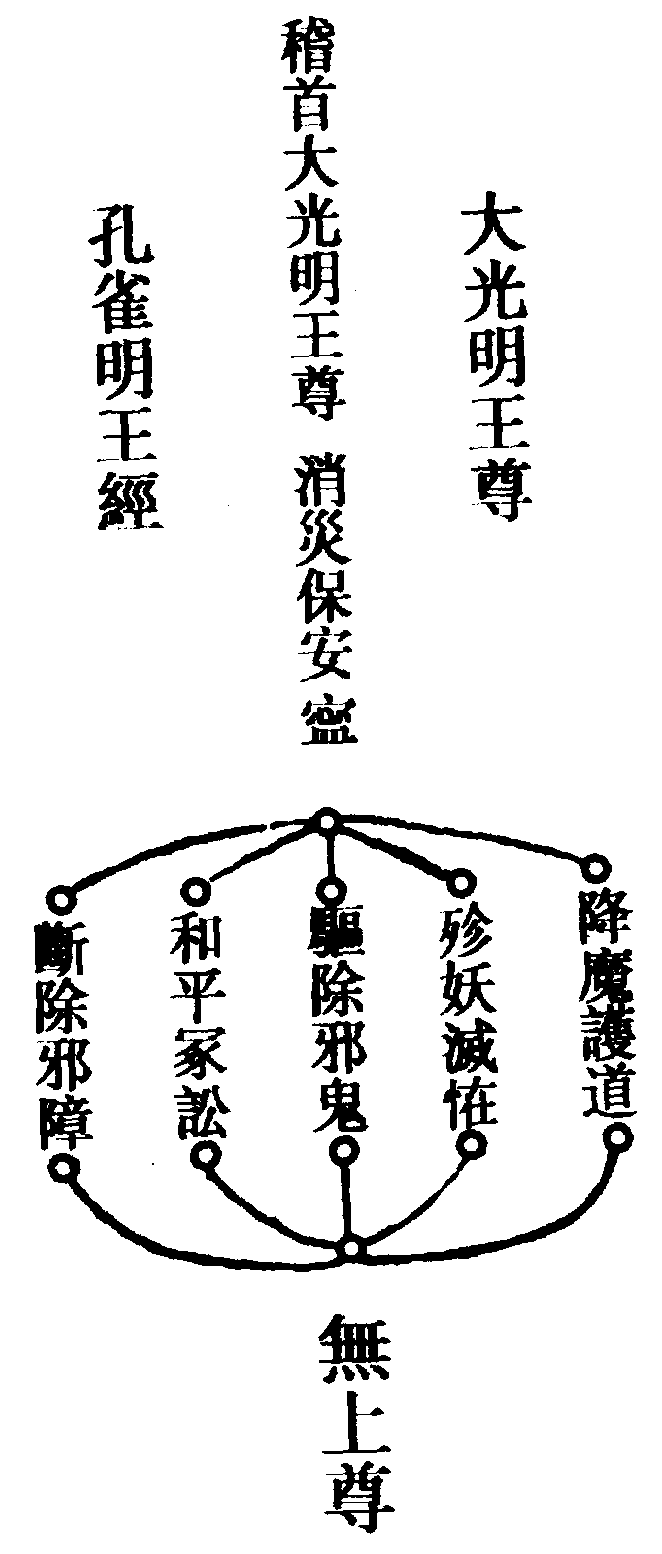 大光明王尊
稽首大光明王尊 消災保安寍
孔雀明王經
降魔護道
殄妖滅恠
驅除邪鬼
和平冢訟
斷除邪障
無上尊